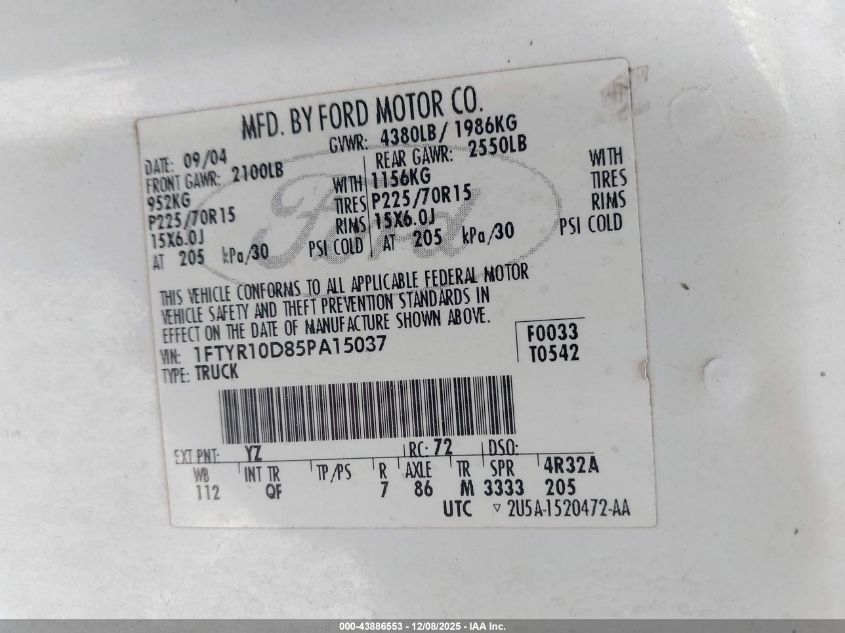 MFD. BY FORD MOTOR CO.
DATE: 09/04 GVWR: 4380LB/ 1986KG
FRONT GAWR: 2100LB REAR GAWR: 2550LB
952KG WITH 1156KG WITH
P225/70R15 TIRES P225/70R15 TIRES
15X6.0J RIMS 15X6.0J RIMS
AT 205 kPa/30 PSI COLD AT 205 kPa/30 PSI COLD
Ford
THIS VEHICLE CONFORMS TO ALL APPLICABLE FEDERAL MOTOR
VEHICLE SAFETY AND THEFT PREVENTION STANDARDS IN
EFFECT ON THE DATE OF MANUFACTURE SHOWN ABOVE.
VIN: 1FTYR10D85PA15037 F0033
TYPE: TRUCK T0542
EXT PNT: YZ RC: 72 DSO:
WB INT TR TP/PS R AXLE TR SPR 4R32A
112 QF 7 86 M 3333 205
UTC ▽ 2U5A-1520472-AA
000-43886553 - 12/08/2025 - IAA Inc.